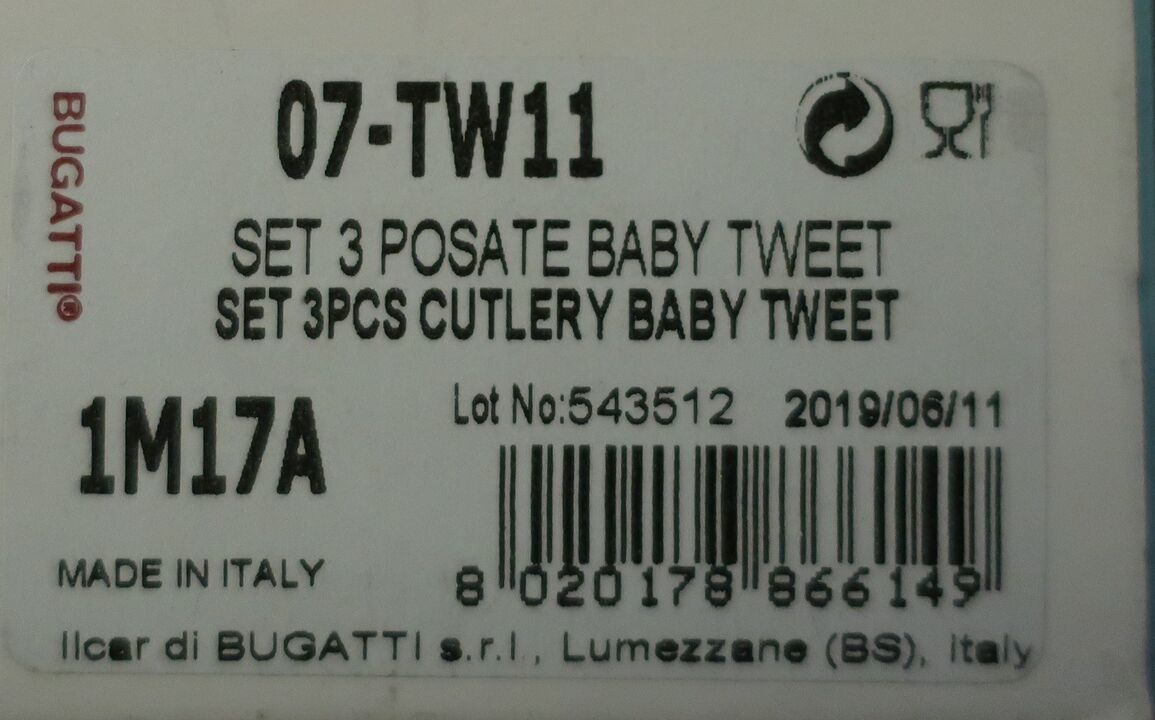 BUGATTI®
07-TW11
SET 3 POSATE BABY TWEET
SET 3PCS CUTLERY BABY TWEET
1M17A
Lot No:543512 2019/06/11
8 020178 866149
MADE IN ITALY
Ilcar di BUGATTI s.r.l., Lumezzane (BS), Italy